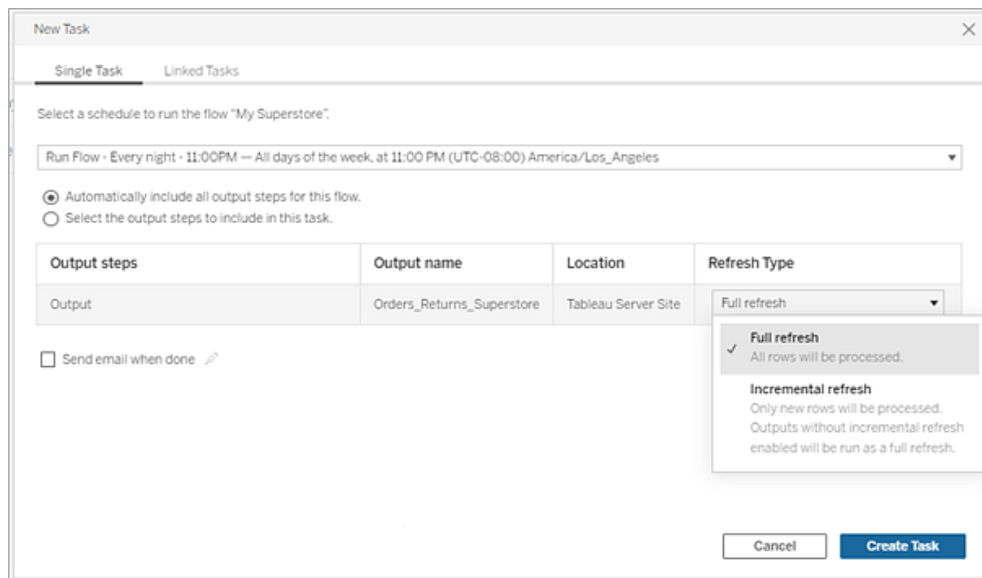 New Task
Single Task
Linked Tasks
Select a schedule to run the flow "My Superstore".
Run Flow - Every night - 11:00PM — All days of the week, at 11:00 PM (UTC-08:00) America/Los_Angeles
Automatically include all output steps for this flow.
Select the output steps to include in this task.
Output steps
Output name
Location
Refresh Type
Output
Orders_Returns_Superstore
Tableau Server Site
Full refresh
Full refresh
All rows will be processed.
Incremental refresh
Only new rows will be processed.
Outputs without incremental refresh
enabled will be run as a full refresh.
Send email when done
Cancel
Create Task